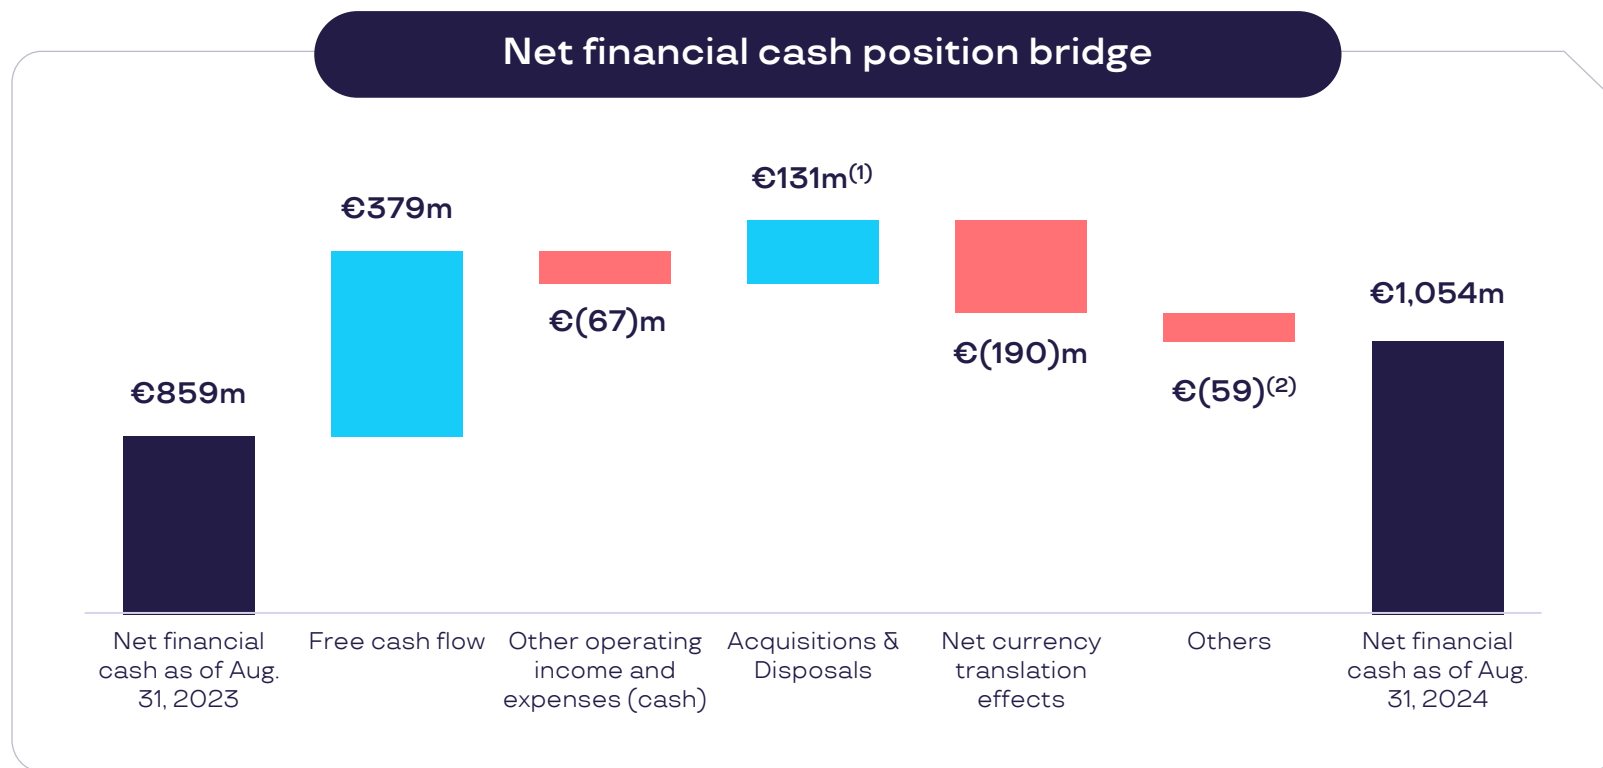 Net financial cash position bridge
€859m
€379m
€(67)m
€131m(1)
€(190)m
€(59)(2)
€1,054m
Net financial
cash as of Aug.
31, 2023
Free cash flow
Other operating
income and
expenses (cash)
Acquisitions &
Disposals
Net currency
translation
effects
Others
Net financial
cash as of Aug.
31, 2024